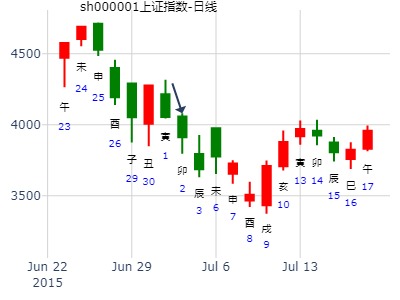 sh000001上证指数-日线
4500
4000
3500
午
23
未
24
申
25
酉
26
子
29
丑
30
寅
1
卯
2
辰
3
巳
6
申
7
酉
8
戌
9
亥
10
寅
13
卯
14
辰
15
巳
16
午
17
Jun 22
2015
Jun 29
Jul 6
Jul 13